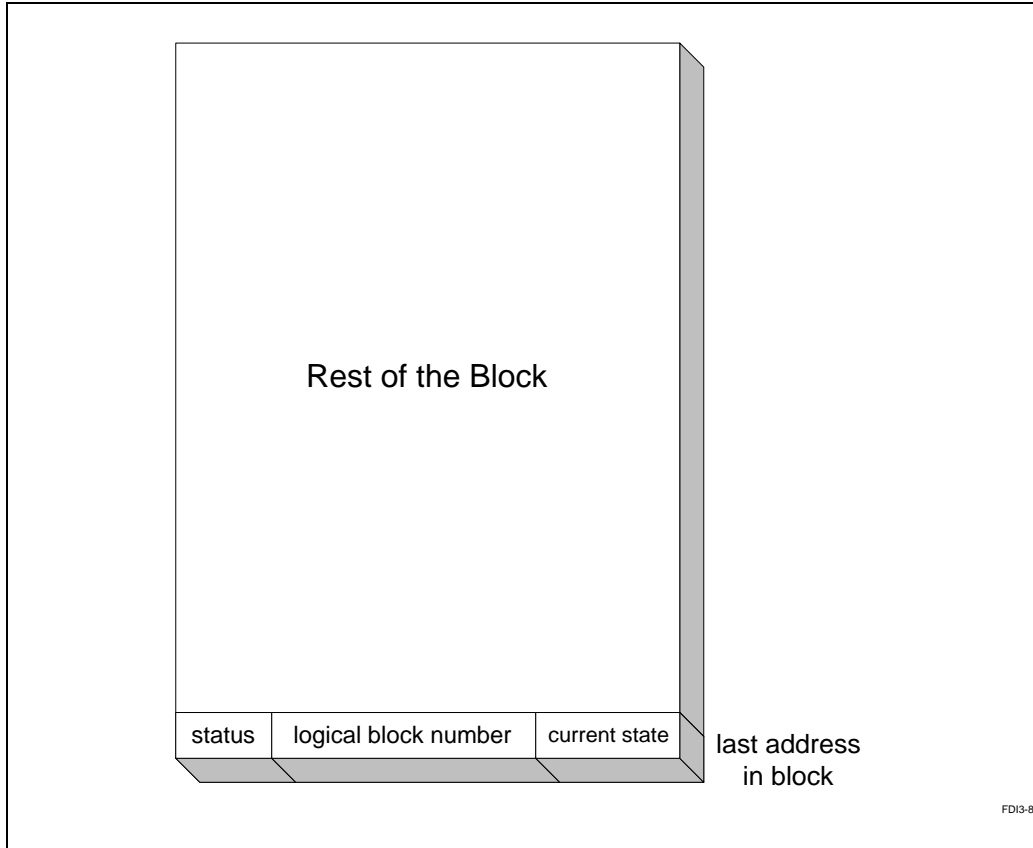 Rest of the Block
status
logical block number
current state
last address
in block
FDI3-8